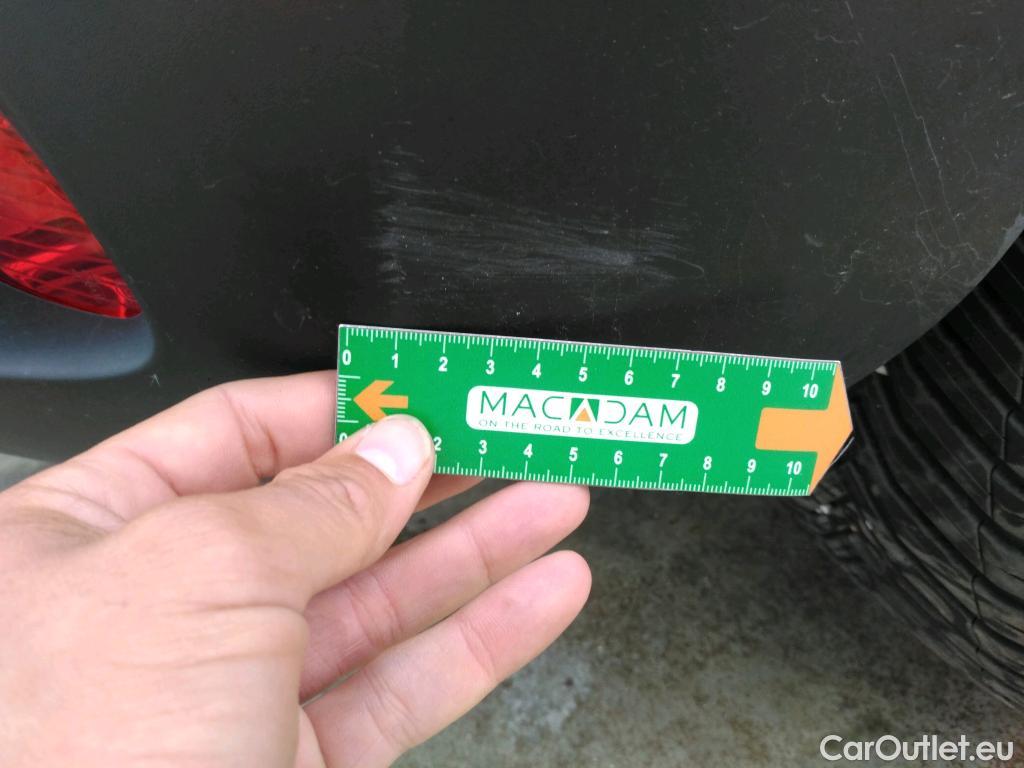 0 1 2 3 4 5 6 7 8 9 10
MACADAM
ON THE ROAD TO EXCELLENCE
0 2 3 4 5 6 7 8 9 10
CarOutlet.eu